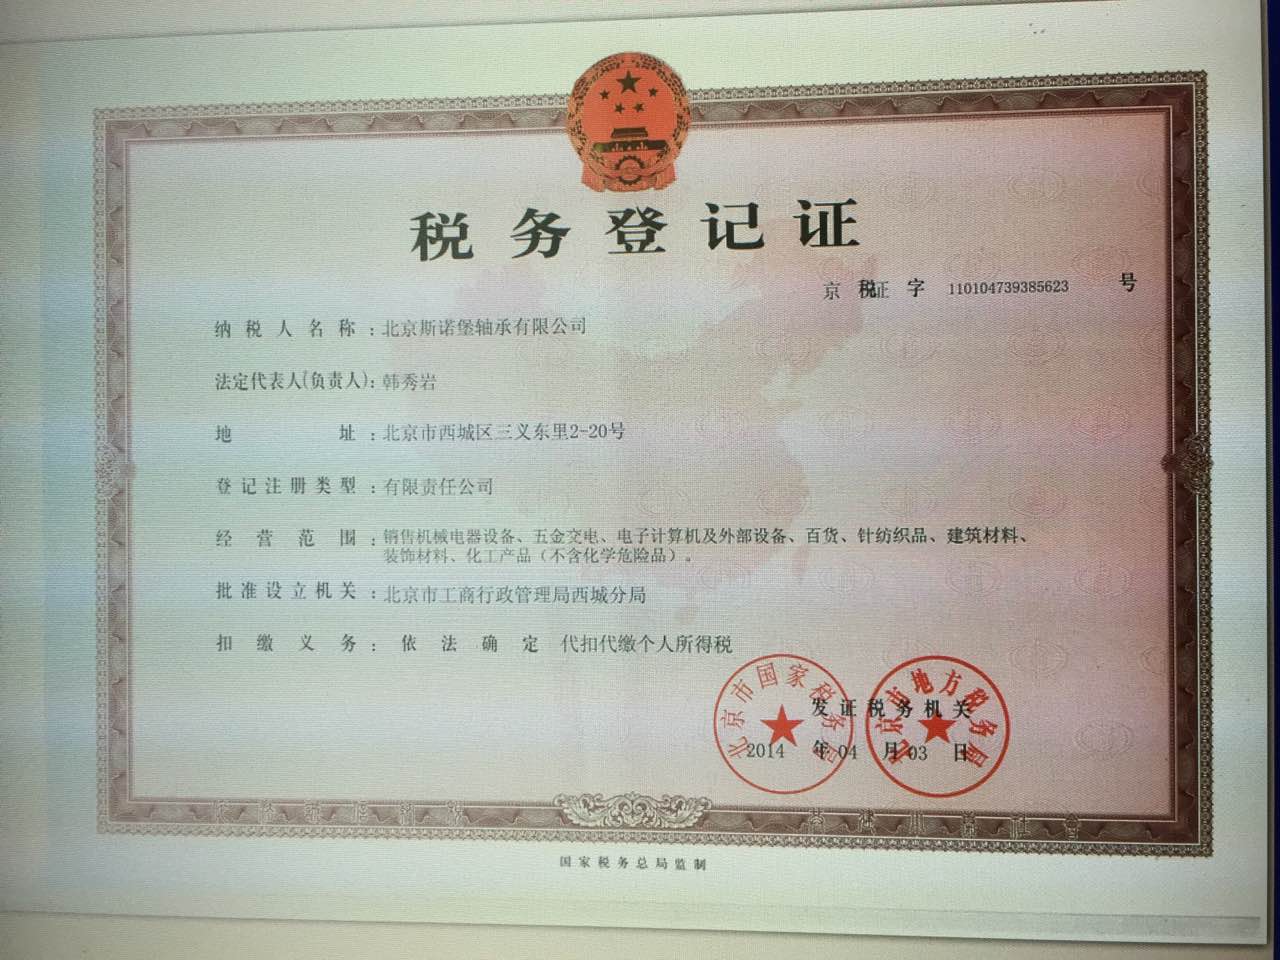 税务登记证
京 税证 字 110104739385623 号
纳税人名称：北京斯诺堡轴承有限公司
法定代表人(负责人)：韩秀岩
地 址：北京市西城区三义东里2-20号
登记注册类型：有限责任公司
经营范围：销售机械电器设备、五金交电、电子计算机及外部设备、百货、针纺织品、建筑材料、
装饰材料、化工产品（不含化学危险品）。
批准设立机关：北京市工商行政管理局西城分局
扣缴义务：依法确定 代扣代缴个人所得税
北京市国家税务局
北京市地方税务局
发证税务机关
2014 年 04 月 03 日
国家税务总局监制